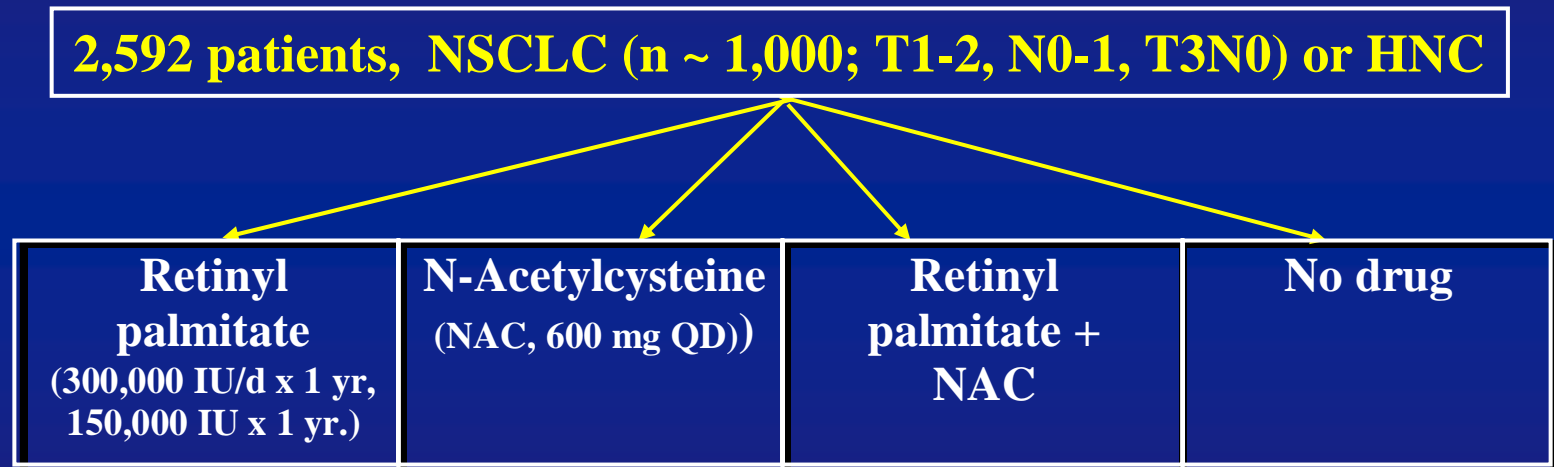 2,592 patients, NSCLC (n ~ 1,000; T1-2, N0-1, T3N0) or HNC
Retinyl
palmitate
(300,000 IU/d x 1 yr,
150,000 IU x 1 yr.)
N-Acetylcysteine
(NAC, 600 mg QD))
Retinyl
palmitate +
NAC
No drug